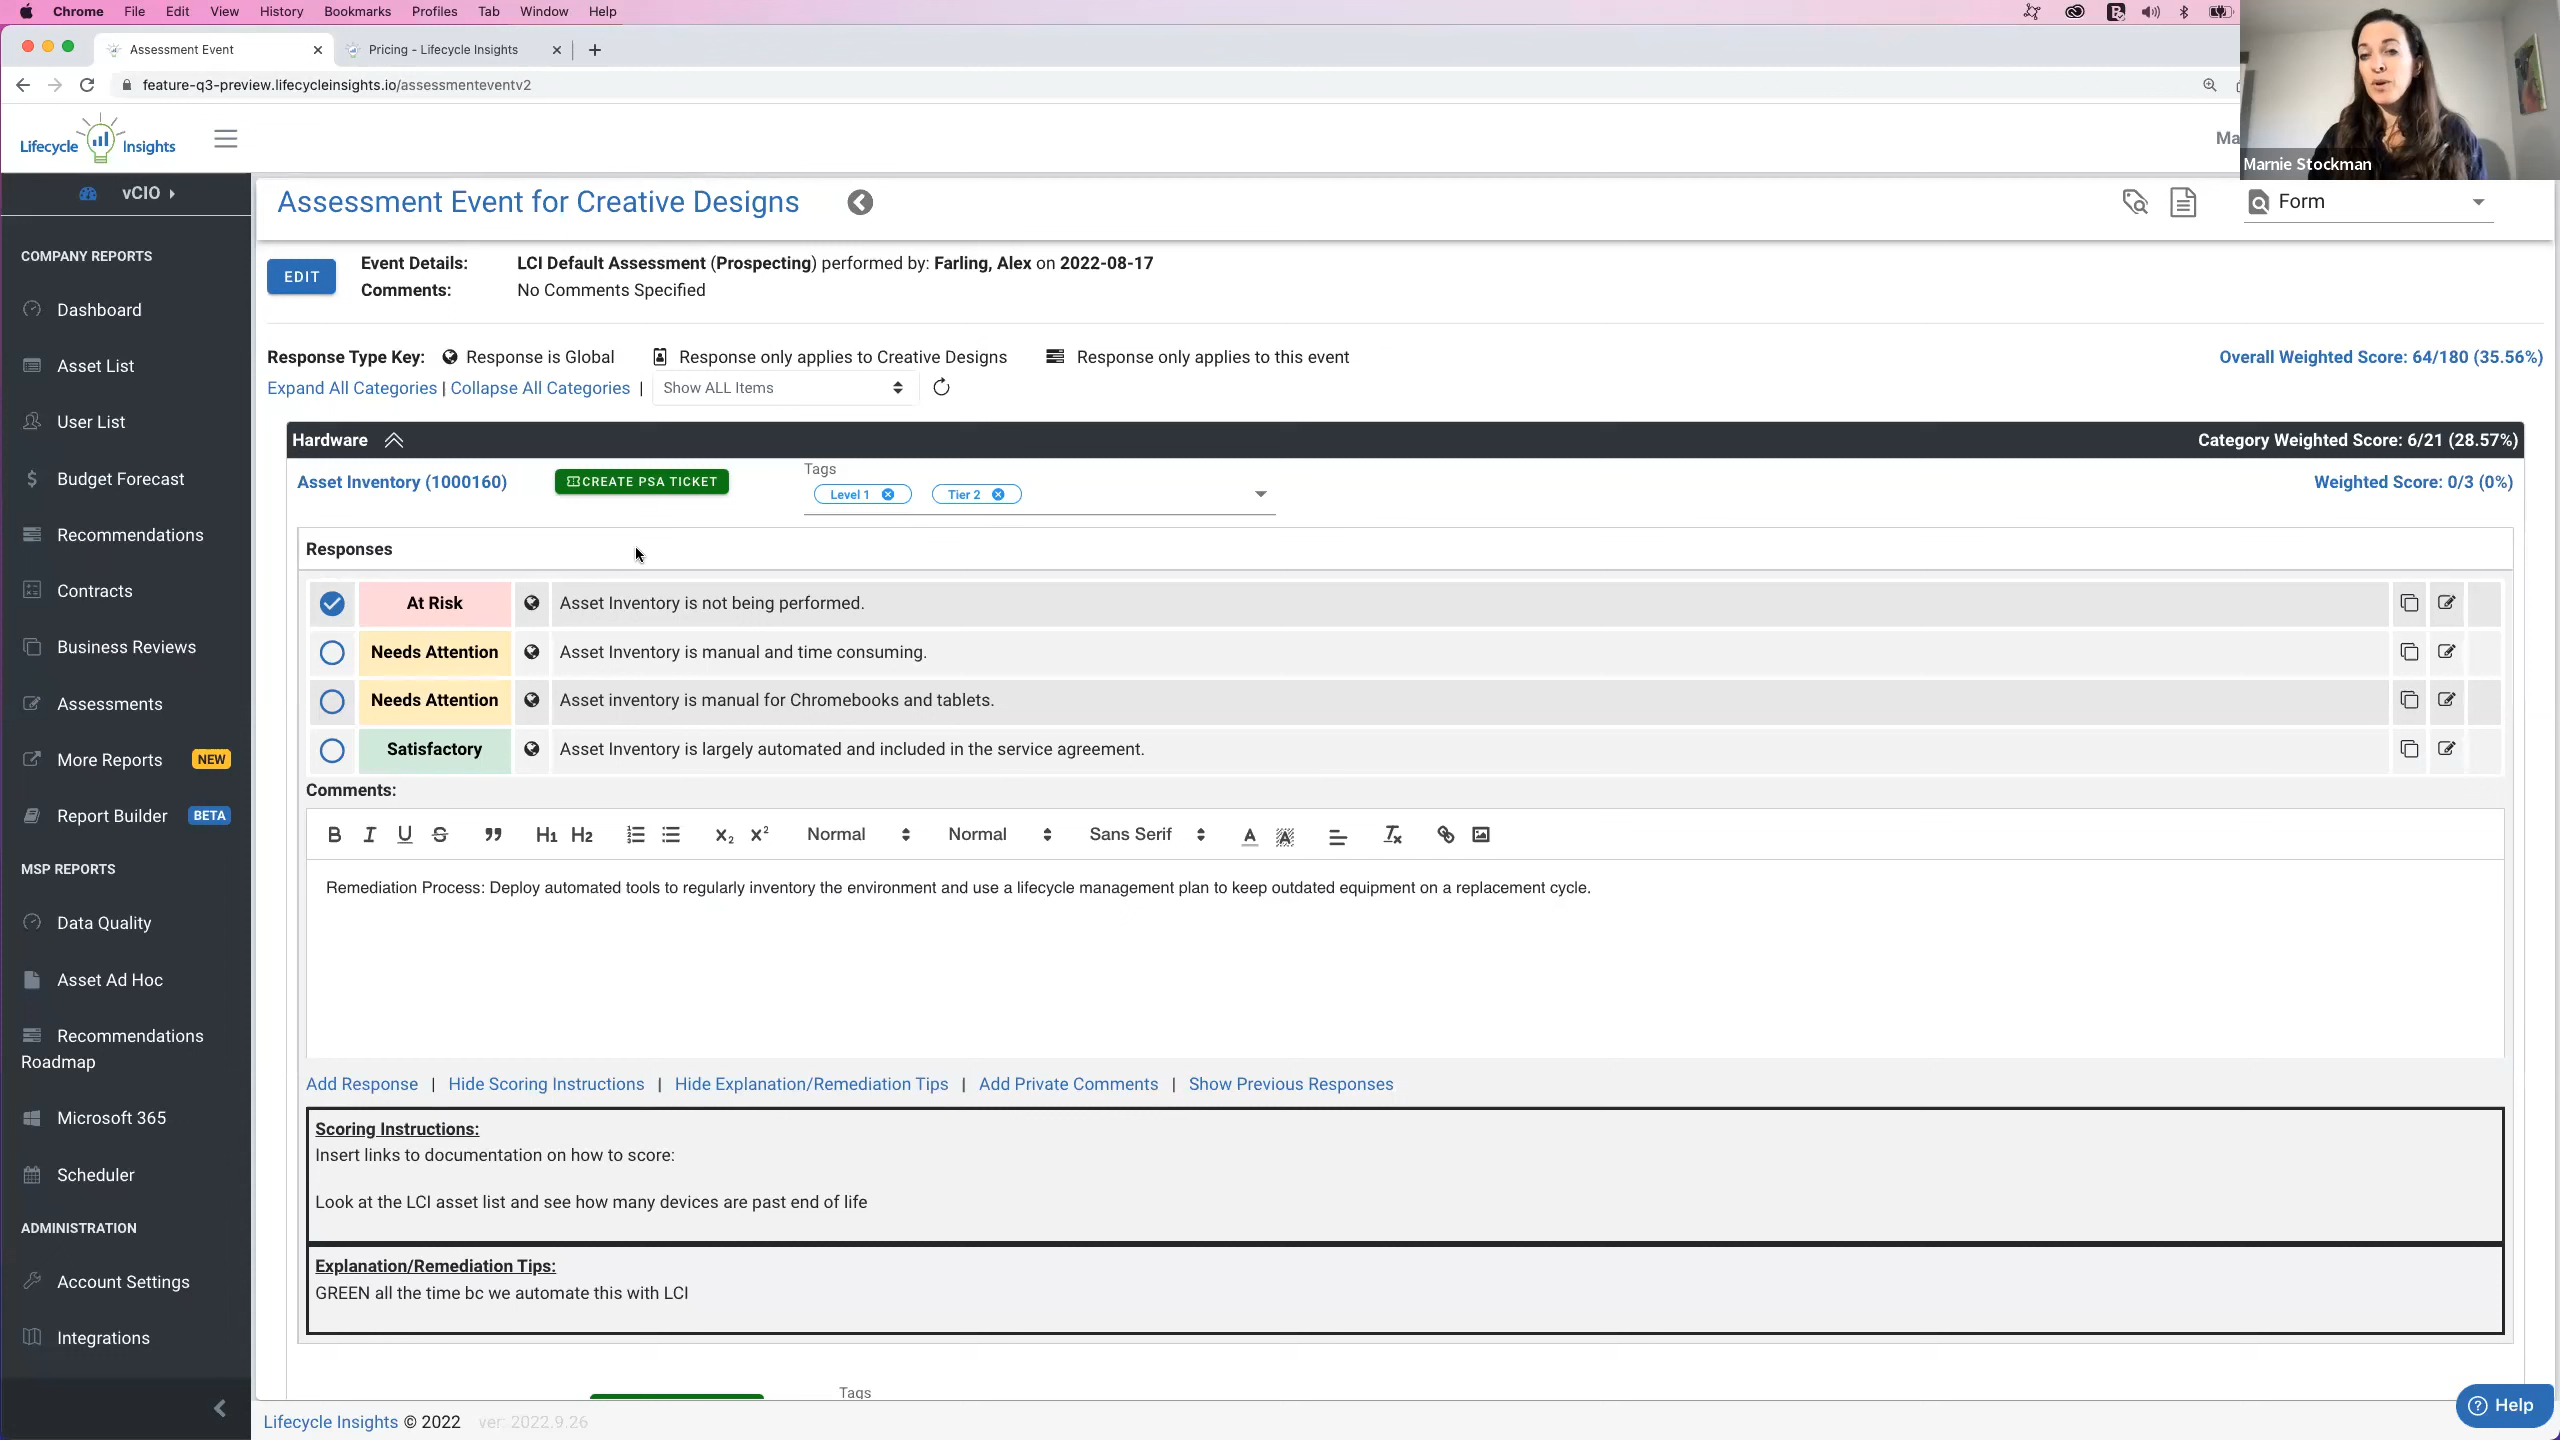 Chrome File Edit View History Bookmarks Profiles Tab Window Help
Assessment Event
Pricing - Lifecycle Insights
feature-q3-preview.lifecycleinsights.io/assessmenteventv2
Lifecycle Insights
Ma
Marnie Stockman
vCIO
Assessment Event for Creative Designs
Form
COMPANY REPORTS
Dashboard
Asset List
User List
Budget Forecast
Recommendations
Contracts
Business Reviews
Assessments
More Reports NEW
Report Builder BETA
MSP REPORTS
Data Quality
Asset Ad Hoc
Recommendations
Roadmap
Microsoft 365
Scheduler
ADMINISTRATION
Account Settings
Integrations
EDIT
Event Details: LCI Default Assessment (Prospecting) performed by: Farling, Alex on 2022-08-17
Comments: No Comments Specified
Response Type Key: Response is Global Response only applies to Creative Designs Response only applies to this event
Overall Weighted Score: 64/180 (35.56%)
Expand All Categories | Collapse All Categories | Show ALL Items
Hardware Category Weighted Score: 6/21 (28.57%)
Tags
Asset Inventory (1000160) CREATE PSA TICKET Level 1 Tier 2 Weighted Score: 0/3 (0%)
Responses
At Risk Asset Inventory is not being performed.
Needs Attention Asset Inventory is manual and time consuming.
Needs Attention Asset inventory is manual for Chromebooks and tablets.
Satisfactory Asset Inventory is largely automated and included in the service agreement.
Comments:
B I U S H1 H2 X2 X2 Normal Normal Sans Serif A A Tx
Remediation Process: Deploy automated tools to regularly inventory the environment and use a lifecycle management plan to keep outdated equipment on a replacement cycle.
Add Response | Hide Scoring Instructions | Hide Explanation/Remediation Tips | Add Private Comments | Show Previous Responses
Scoring Instructions:
Insert links to documentation on how to score:
Look at the LCI asset list and see how many devices are past end of life
Explanation/Remediation Tips:
GREEN all the time bc we automate this with LCI
Tags
Lifecycle Insights © 2022 ver: 2022.9.26
Help